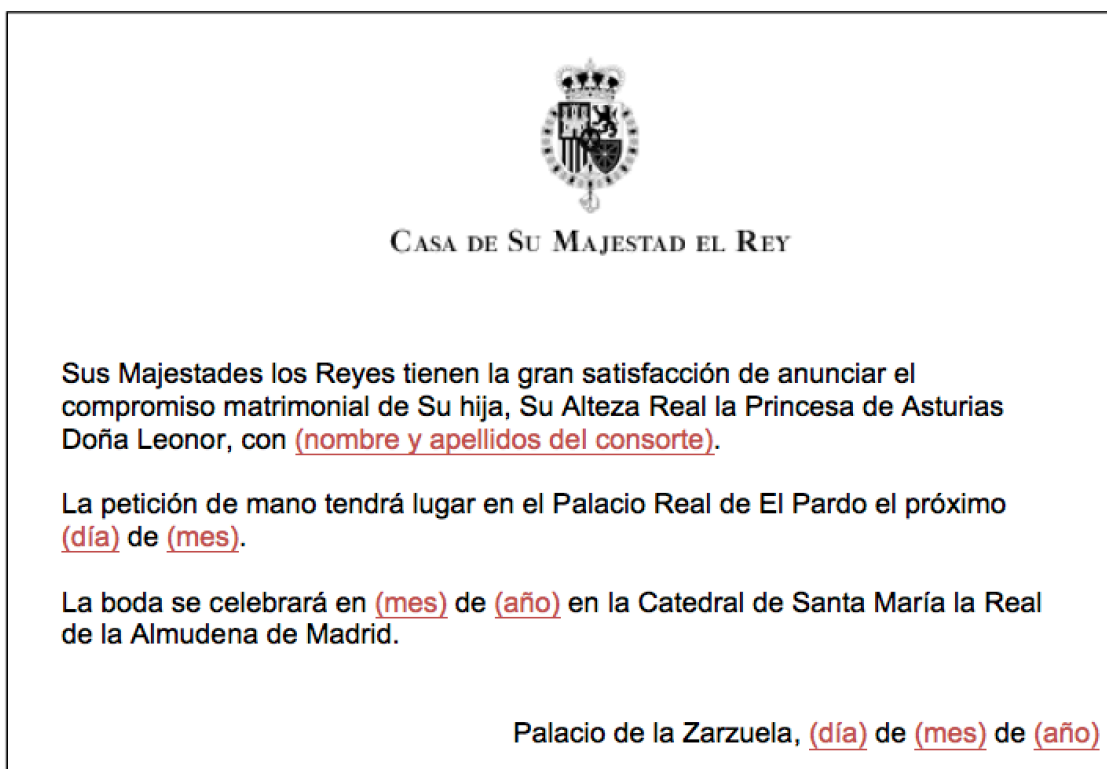 CASA DE SU MAJESTAD EL REY
Sus Majestades los Reyes tienen la gran satisfacción de anunciar el
compromiso matrimonial de Su hija, Su Alteza Real la Princesa de Asturias
Doña Leonor, con (nombre y apellidos del consorte).
La petición de mano tendrá lugar en el Palacio Real de El Pardo el próximo
(día) de (mes).
La boda se celebrará en (mes) de (año) en la Catedral de Santa María la Real
de la Almudena de Madrid.
Palacio de la Zarzuela, (día) de (mes) de (año)